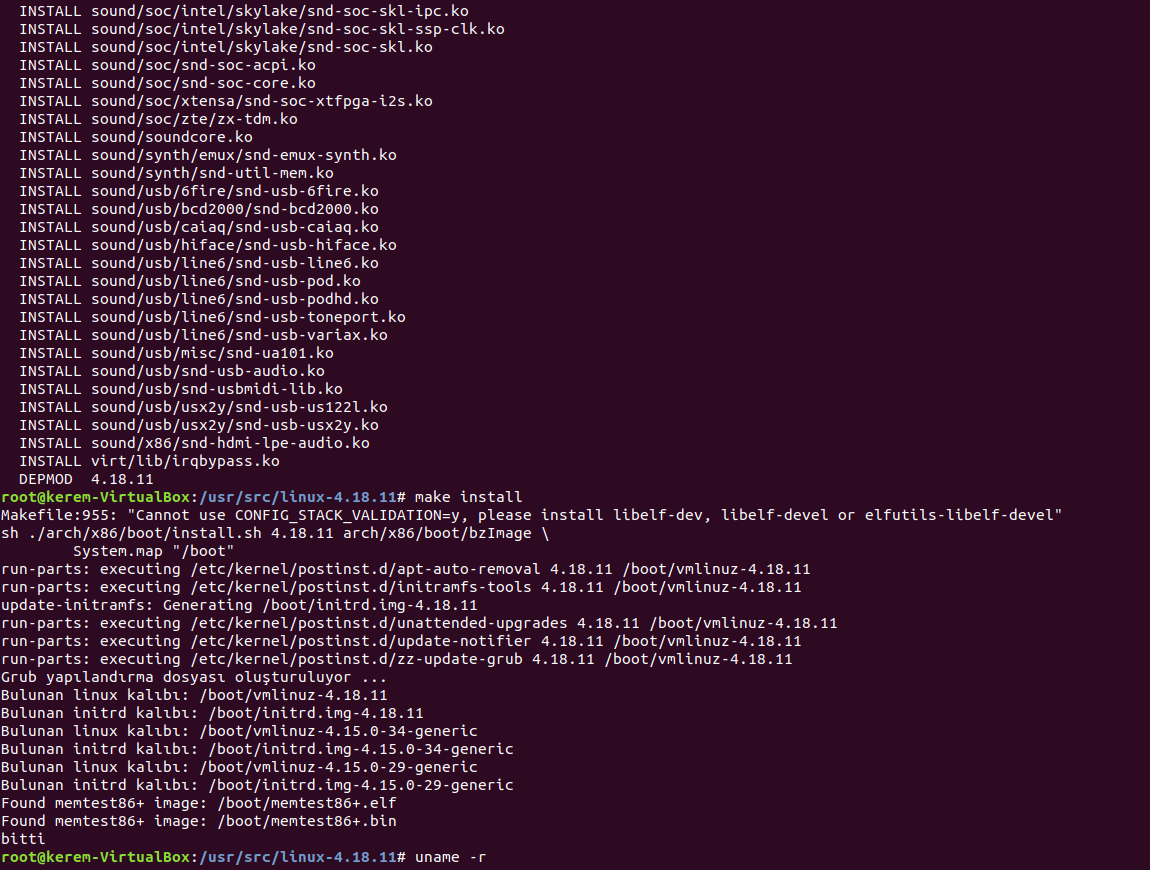 INSTALL sound/soc/intel/skylake/snd-soc-skl-ipc.ko
INSTALL sound/soc/intel/skylake/snd-soc-skl-ssp-clk.ko
INSTALL sound/soc/intel/skylake/snd-soc-skl.ko
INSTALL sound/soc/snd-soc-acpi.ko
INSTALL sound/soc/snd-soc-core.ko
INSTALL sound/soc/xtensa/snd-soc-xtfpga-i2s.ko
INSTALL sound/soc/zte/zx-tdm.ko
INSTALL sound/soundcore.ko
INSTALL sound/synth/emux/snd-emux-synth.ko
INSTALL sound/synth/snd-util-mem.ko
INSTALL sound/usb/6fire/snd-usb-6fire.ko
INSTALL sound/usb/bcd2000/snd-bcd2000.ko
INSTALL sound/usb/caiaq/snd-usb-caiaq.ko
INSTALL sound/usb/hiface/snd-usb-hiface.ko
INSTALL sound/usb/line6/snd-usb-line6.ko
INSTALL sound/usb/line6/snd-usb-pod.ko
INSTALL sound/usb/line6/snd-usb-podhd.ko
INSTALL sound/usb/line6/snd-usb-toneport.ko
INSTALL sound/usb/line6/snd-usb-variax.ko
INSTALL sound/usb/misc/snd-ua101.ko
INSTALL sound/usb/snd-usb-audio.ko
INSTALL sound/usb/snd-usbmidi-lib.ko
INSTALL sound/usb/usx2y/snd-usb-us122l.ko
INSTALL sound/usb/usx2y/snd-usb-usx2y.ko
INSTALL sound/x86/snd-hdmi-lpe-audio.ko
INSTALL virt/lib/irqbypass.ko
DEPMOD  4.18.11
root@kerem-VirtualBox:/usr/src/linux-4.18.11# make install
Makefile:955: "Cannot use CONFIG_STACK_VALIDATION=y, please install libelf-dev, libelf-devel or elfutils-libelf-devel"
sh ./arch/x86/boot/install.sh 4.18.11 arch/x86/boot/bzImage \
System.map "/boot"
run-parts: executing /etc/kernel/postinst.d/apt-auto-removal 4.18.11 /boot/vmlinuz-4.18.11
run-parts: executing /etc/kernel/postinst.d/initramfs-tools 4.18.11 /boot/vmlinuz-4.18.11
update-initramfs: Generating /boot/initrd.img-4.18.11
run-parts: executing /etc/kernel/postinst.d/unattended-upgrades 4.18.11 /boot/vmlinuz-4.18.11
run-parts: executing /etc/kernel/postinst.d/update-notifier 4.18.11 /boot/vmlinuz-4.18.11
run-parts: executing /etc/kernel/postinst.d/zz-update-grub 4.18.11 /boot/vmlinuz-4.18.11
Grub yapılandırma dosyası oluşturuluyor ...
Bulunan linux kalıbı: /boot/vmlinuz-4.18.11
Bulunan initrd kalıbı: /boot/initrd.img-4.18.11
Bulunan linux kalıbı: /boot/vmlinuz-4.15.0-34-generic
Bulunan initrd kalıbı: /boot/initrd.img-4.15.0-34-generic
Bulunan linux kalıbı: /boot/vmlinuz-4.15.0-29-generic
Bulunan initrd kalıbı: /boot/initrd.img-4.15.0-29-generic
Found memtest86+ image: /boot/memtest86+.elf
Found memtest86+ image: /boot/memtest86+.bin
bitti
root@kerem-VirtualBox:/usr/src/linux-4.18.11# uname -r